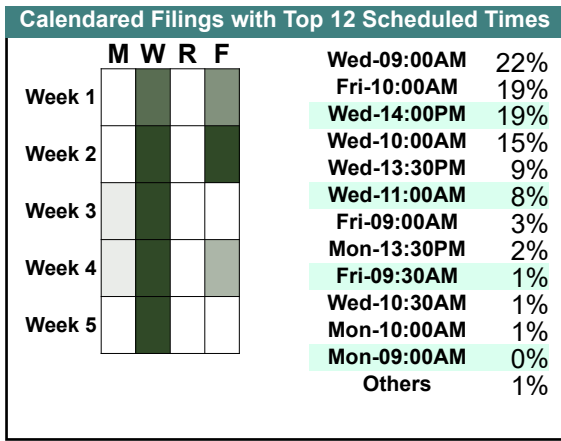 Calendared Filings with Top 12 Scheduled Times
M W R F
Week 1
Week 2
Week 3
Week 4
Week 5
Wed-09:00AM 22%
Fri-10:00AM 19%
Wed-14:00PM 19%
Wed-10:00AM 15%
Wed-13:30PM 9%
Wed-11:00AM 8%
Fri-09:00AM 3%
Mon-13:30PM 2%
Fri-09:30AM 1%
Wed-10:30AM 1%
Mon-10:00AM 1%
Mon-09:00AM 0%
Others 1%